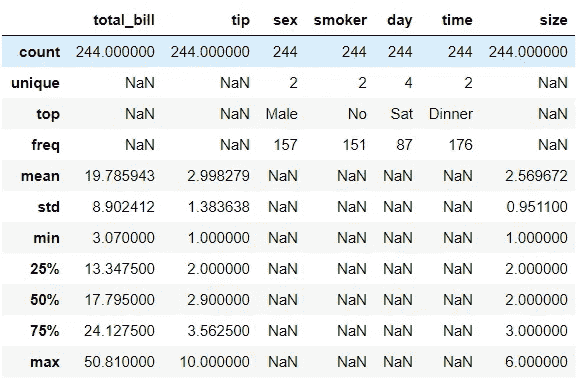 total_bill tip sex smoker day time size
count 244.000000 244.000000 244 244 244 244 244.000000
unique NaN NaN 2 2 4 2 NaN
top NaN NaN Male No Sat Dinner NaN
freq NaN NaN 157 151 87 176 NaN
mean 19.785943 2.998279 NaN NaN NaN NaN 2.569672
std 8.902412 1.383638 NaN NaN NaN NaN 0.951100
min 3.070000 1.000000 NaN NaN NaN NaN 1.000000
25% 13.347500 2.000000 NaN NaN NaN NaN 2.000000
50% 17.795000 2.900000 NaN NaN NaN NaN 2.000000
75% 24.127500 3.562500 NaN NaN NaN NaN 3.000000
max 50.810000 10.000000 NaN NaN NaN NaN 6.000000